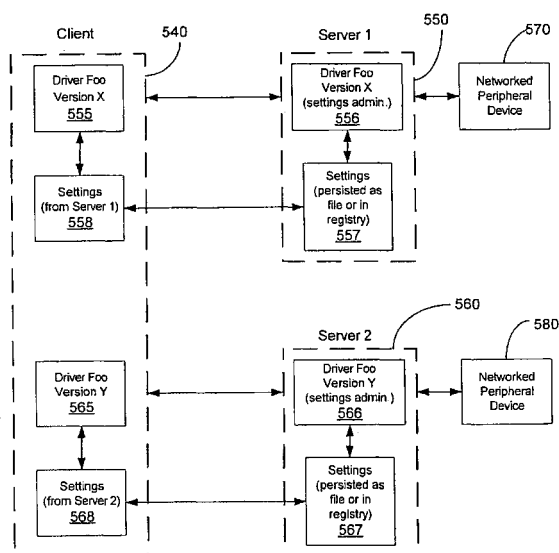 Client
540
Driver Foo
Version X
555
Settings
(from Server 1)
558
Server 1
550
Driver Foo
Version X
(settings admin.)
556
Settings
(persisted as
file or in
registry)
557
570
Networked
Peripheral
Device
Driver Foo
Version Y
565
Settings
(from Server 2)
568
Server 2
560
Driver Foo
Version Y
(settings admin.)
566
Settings
(persisted as
file or in
registry)
567
580
Networked
Peripheral
Device